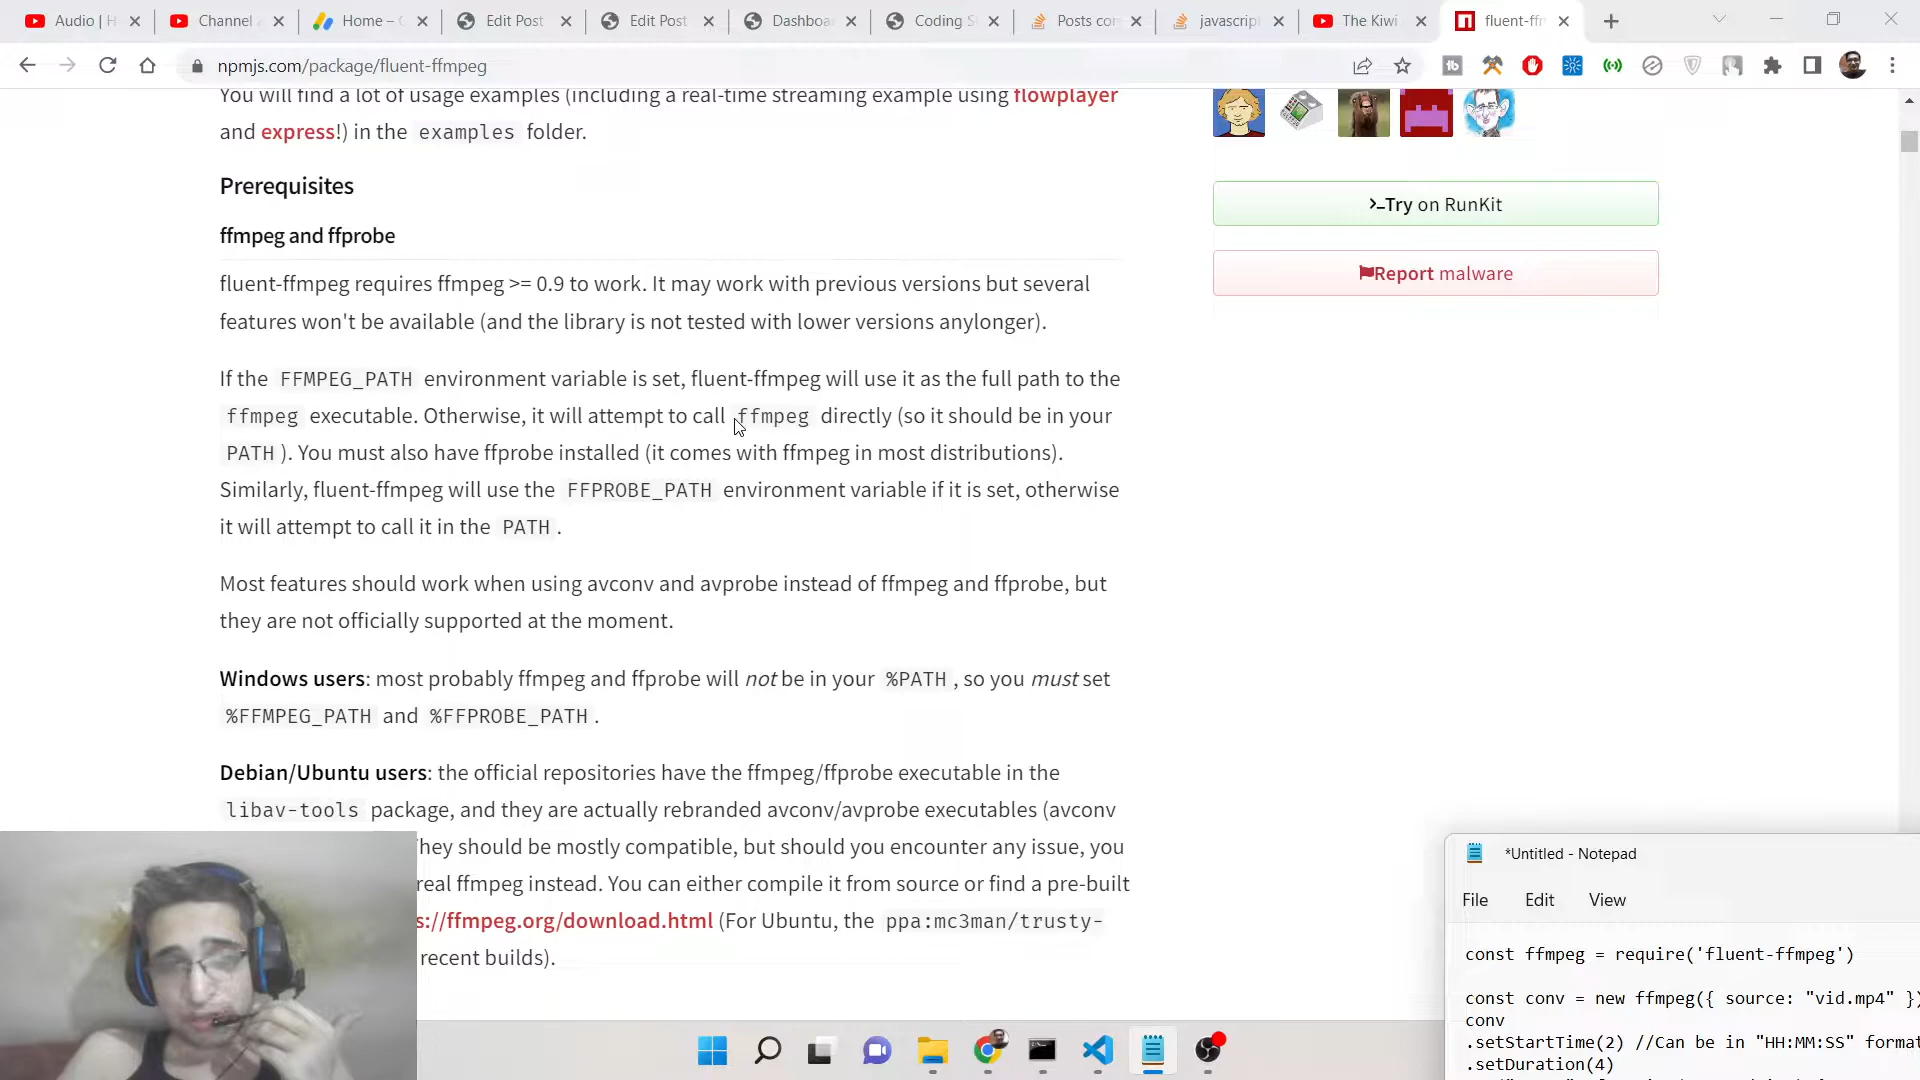 Audio | H
Channel
Home – G
Edit Post
Edit Post
Dashboa
Coding S
Posts con
javascrip
The Kiwi
fluent-ffm
npmjs.com/package/fluent-ffmpeg
You will find a lot of usage examples (including a real-time streaming example using flowplayer
and express!) in the examples folder.
Prerequisites
ffmpeg and ffprobe
fluent-ffmpeg requires ffmpeg >= 0.9 to work. It may work with previous versions but several
features won't be available (and the library is not tested with lower versions anylonger).
If the FFMPEG_PATH environment variable is set, fluent-ffmpeg will use it as the full path to the
ffmpeg executable. Otherwise, it will attempt to call ffmpeg directly (so it should be in your
PATH ). You must also have ffprobe installed (it comes with ffmpeg in most distributions).
Similarly, fluent-ffmpeg will use the FFPROBE_PATH environment variable if it is set, otherwise
it will attempt to call it in the PATH .
Most features should work when using avconv and avprobe instead of ffmpeg and ffprobe, but
they are not officially supported at the moment.
Windows users: most probably ffmpeg and ffprobe will not be in your %PATH , so you must set
%FFMPEG_PATH and %FFPROBE_PATH .
Debian/Ubuntu users: the official repositories have the ffmpeg/ffprobe executable in the
libav-tools package, and they are actually rebranded avconv/avprobe executables (avconv
They should be mostly compatible, but should you encounter any issue, you
real ffmpeg instead. You can either compile it from source or find a pre-built
s://ffmpeg.org/download.html (For Ubuntu, the ppa:mc3man/trusty-
recent builds).
>_Try on RunKit
Report malware
*Untitled - Notepad
File Edit View
const ffmpeg = require('fluent-ffmpeg')
const conv = new ffmpeg({ source: "vid.mp4" })
conv
.setStartTime(2) //Can be in "HH:MM:SS" format
.setDuration(4)